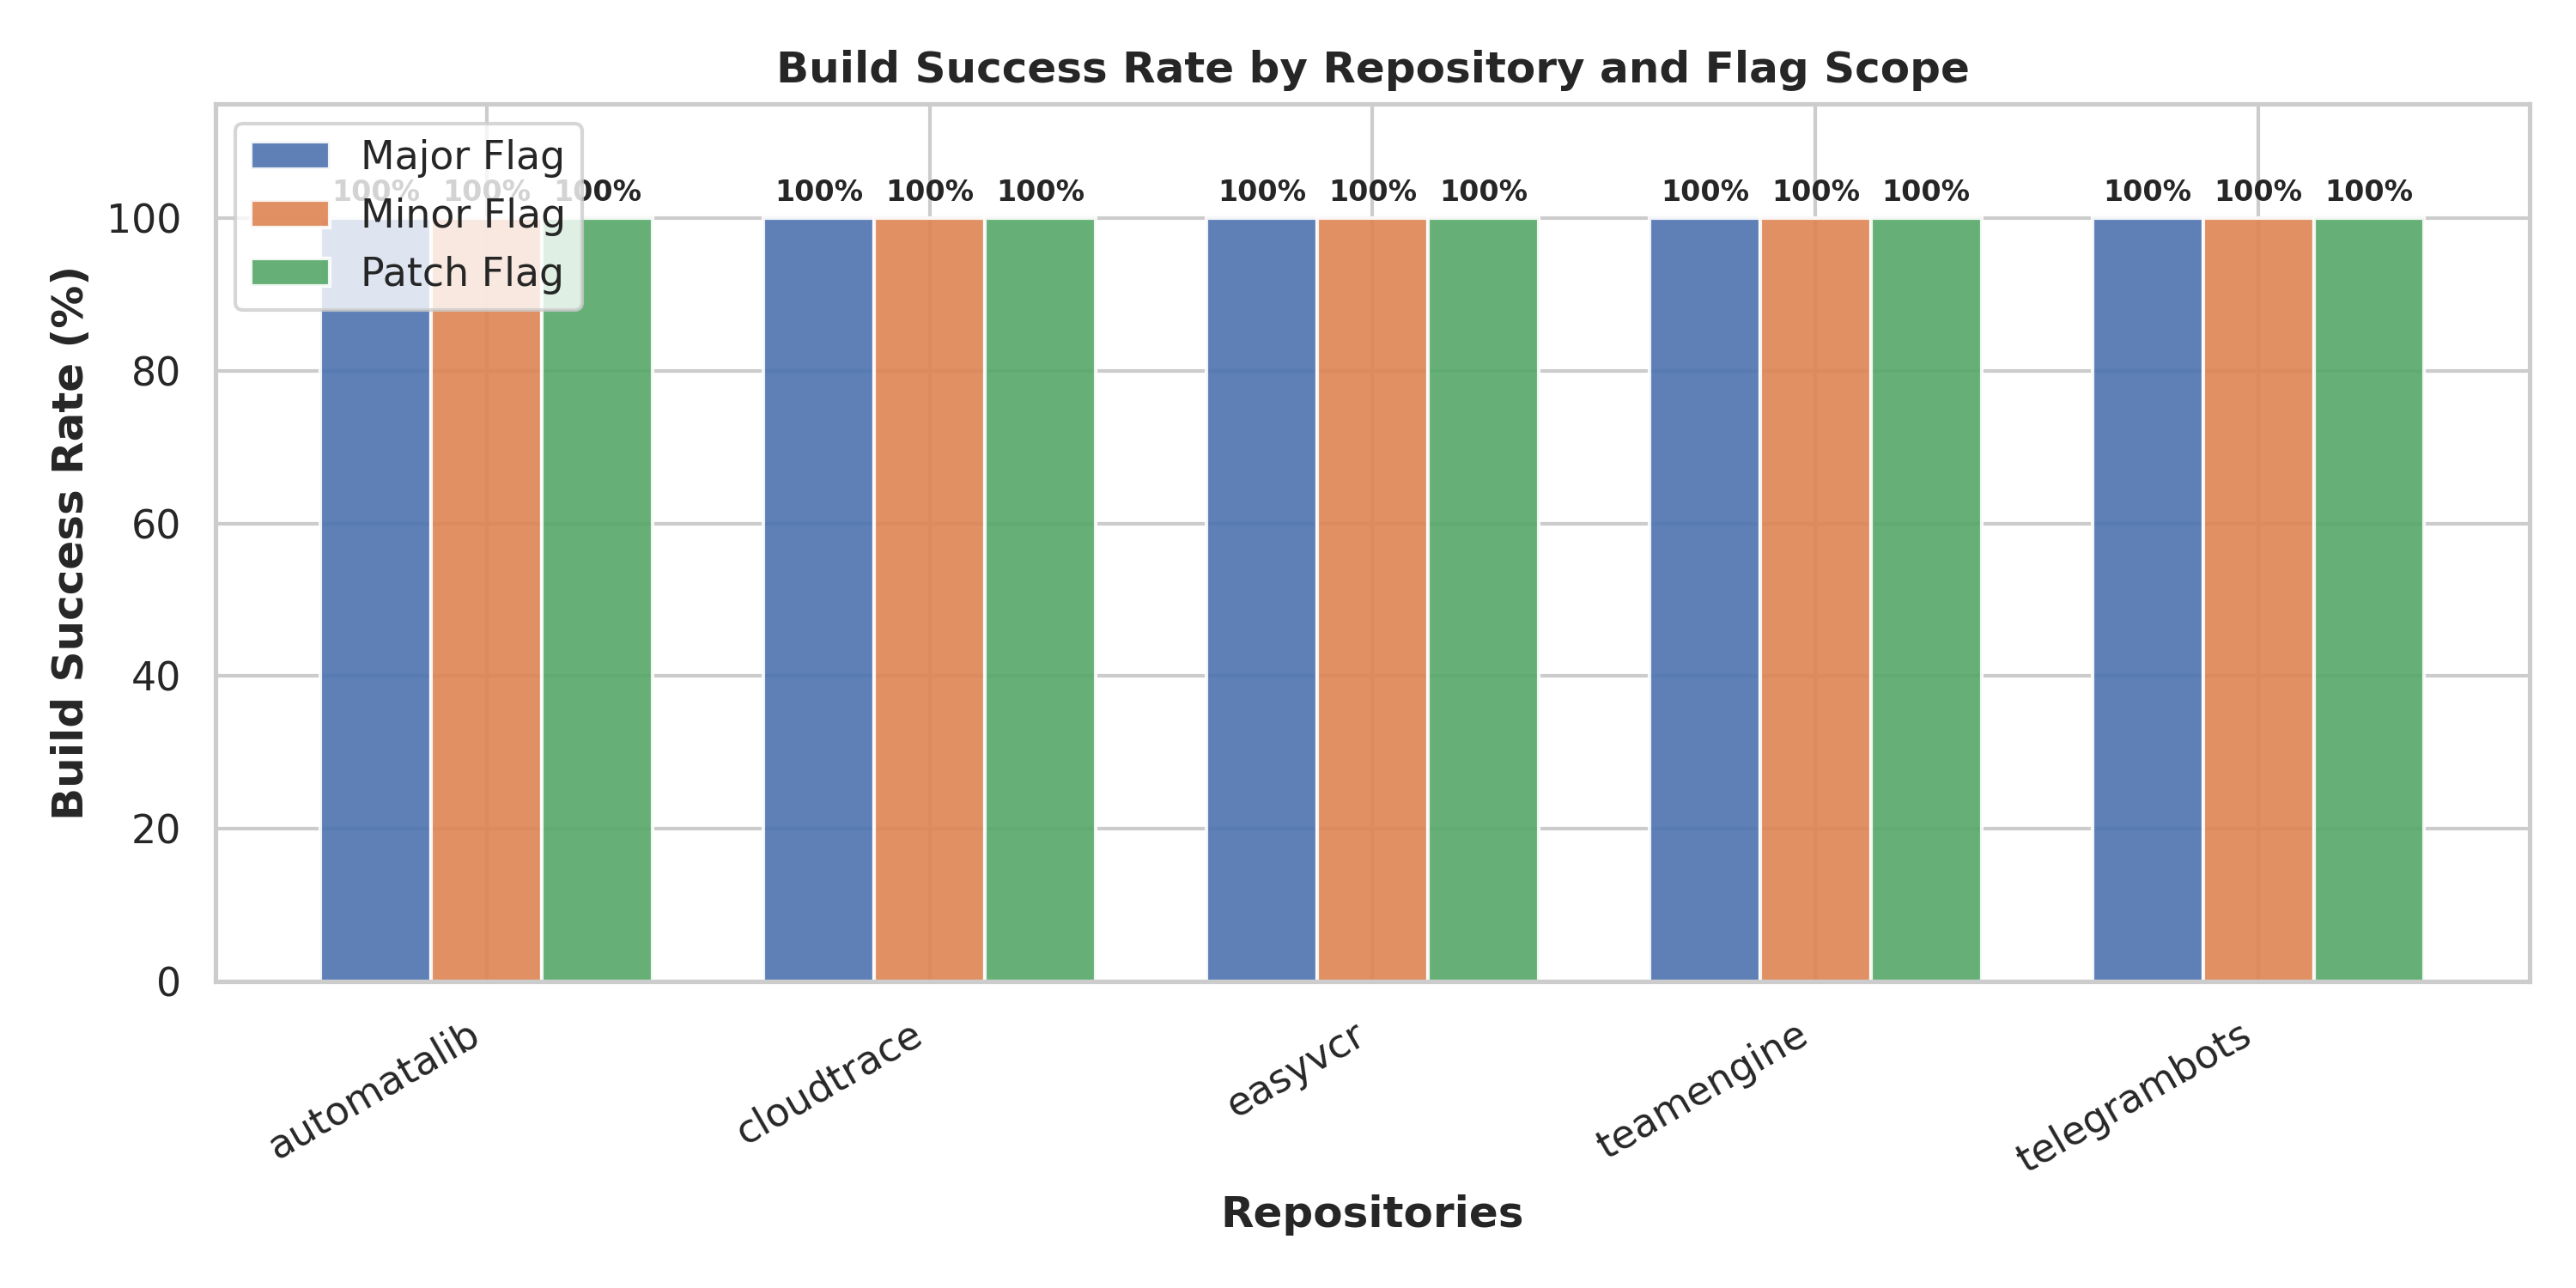 Build Success Rate by Repository and Flag Scope
Major Flag
Minor Flag
Patch Flag
100% 100% 100% 100% 100% 100% 100% 100% 100% 100% 100% 100% 100% 100% 100%
Build Success Rate (%)
100
80
60
40
20
0
automatalib cloudtrace easyvcr teamengine telegrambots
Repositories